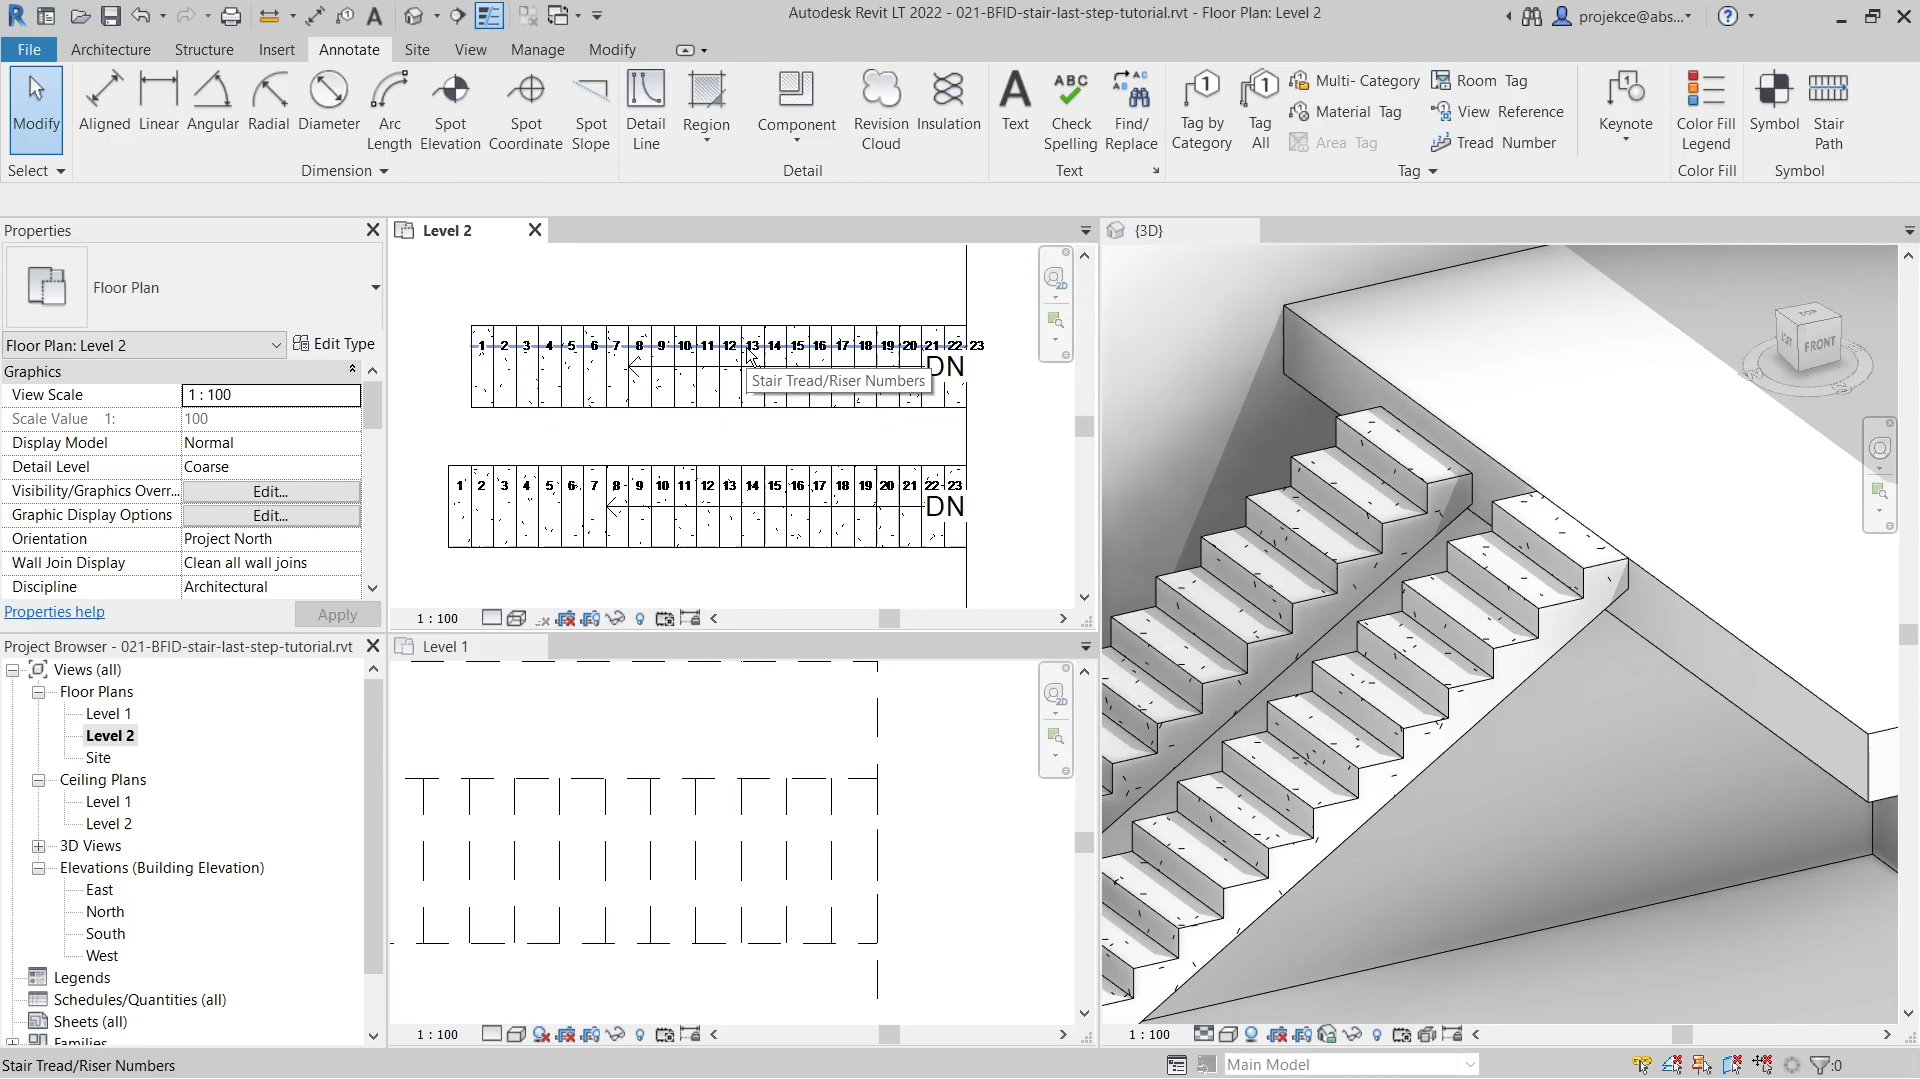 Autodesk Revit LT 2022 - 021-BFID-stair-last-step-tutorial.rvt - Floor Plan: Level 2
projekce@abs...
File Architecture Structure Insert Annotate Site View Manage Modify
Modify
Aligned Linear Angular Radial Diameter Arc Length Spot Elevation Spot Coordinate Spot Slope
Detail Line Region Component Revision Cloud Insulation
Text Check Spelling Find/ Replace
Tag by Category Tag All
Multi- Category Room Tag
Material Tag View Reference
Area Tag Tread Number
Keynote Color Fill Legend Symbol Stair Path
Select Dimension Detail Text Tag Color Fill Symbol
Properties
Floor Plan
Floor Plan: Level 2 Edit Type
Graphics
View Scale 1 : 100
Scale Value 1: 100
Display Model Normal
Detail Level Coarse
Visibility/Graphics Overr... Edit...
Graphic Display Options Edit...
Orientation Project North
Wall Join Display Clean all wall joins
Discipline Architectural
Properties help Apply
Project Browser - 021-BFID-stair-last-step-tutorial.rvt
Views (all)
Floor Plans
Level 1
Level 2
Site
Ceiling Plans
Level 1
Level 2
3D Views
Elevations (Building Elevation)
East
North
South
West
Legends
Schedules/Quantities (all)
Sheets (all)
Families
Level 2
1 2 3 4 5 6 7 8 9 10 11 12 13 14 15 16 17 18 19 20 21 22 23
DN
Stair Tread/Riser Numbers
1 2 3 4 5 6 7 8 9 10 11 12 13 14 15 16 17 18 19 20 21 22 23
DN
1 : 100
Level 1
1 : 100
{3D}
TOP
FRONT
1 : 100
Stair Tread/Riser Numbers
Main Model
:0